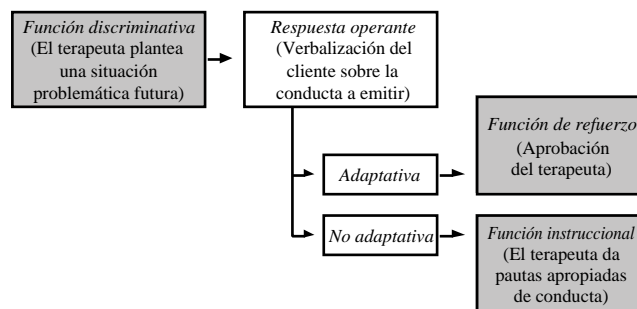 Función discriminativa
(El terapeuta plantea
una situación
problemática futura)
Respuesta operante
(Verbalización del
cliente sobre la
conducta a emitir)
Adaptativa
Función de refuerzo
(Aprobación
del terapeuta)
No adaptativa
Función instruccional
(El terapeuta da
pautas apropiadas
de conducta)